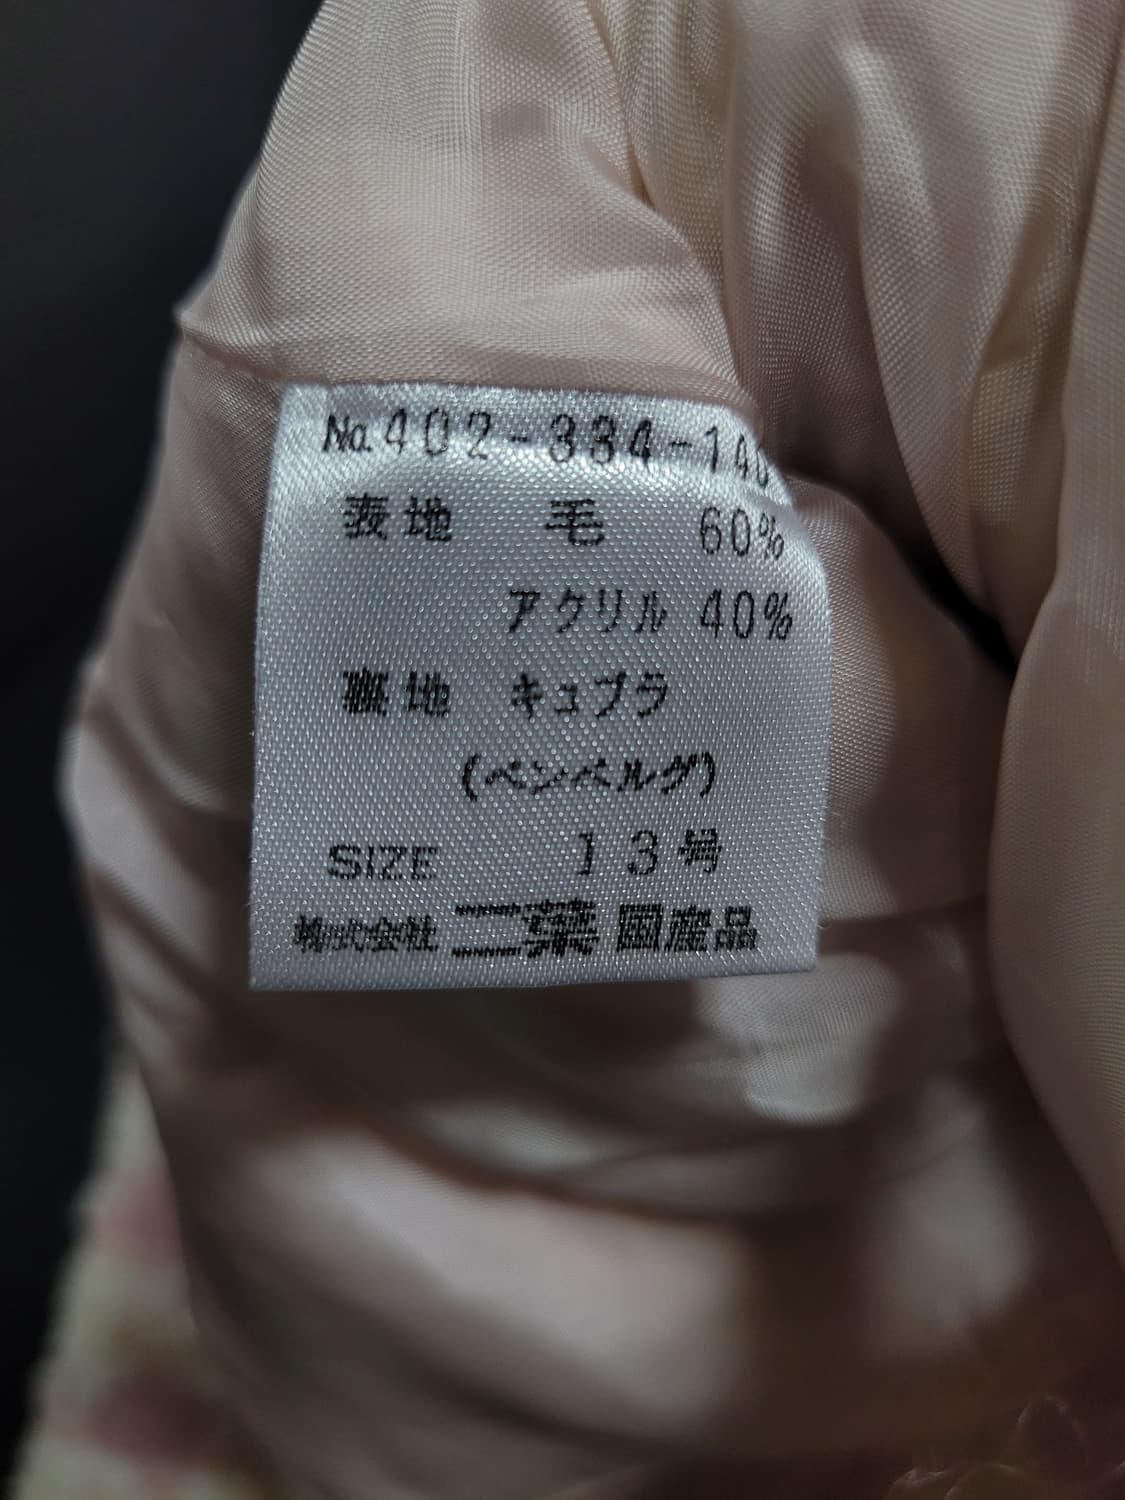 No.402-334-140
表地 毛 60%
アクリル 40%
裏地 キュプラ
(ベンベルグ)
SIZE 13号
株式会社 二葉 国産品